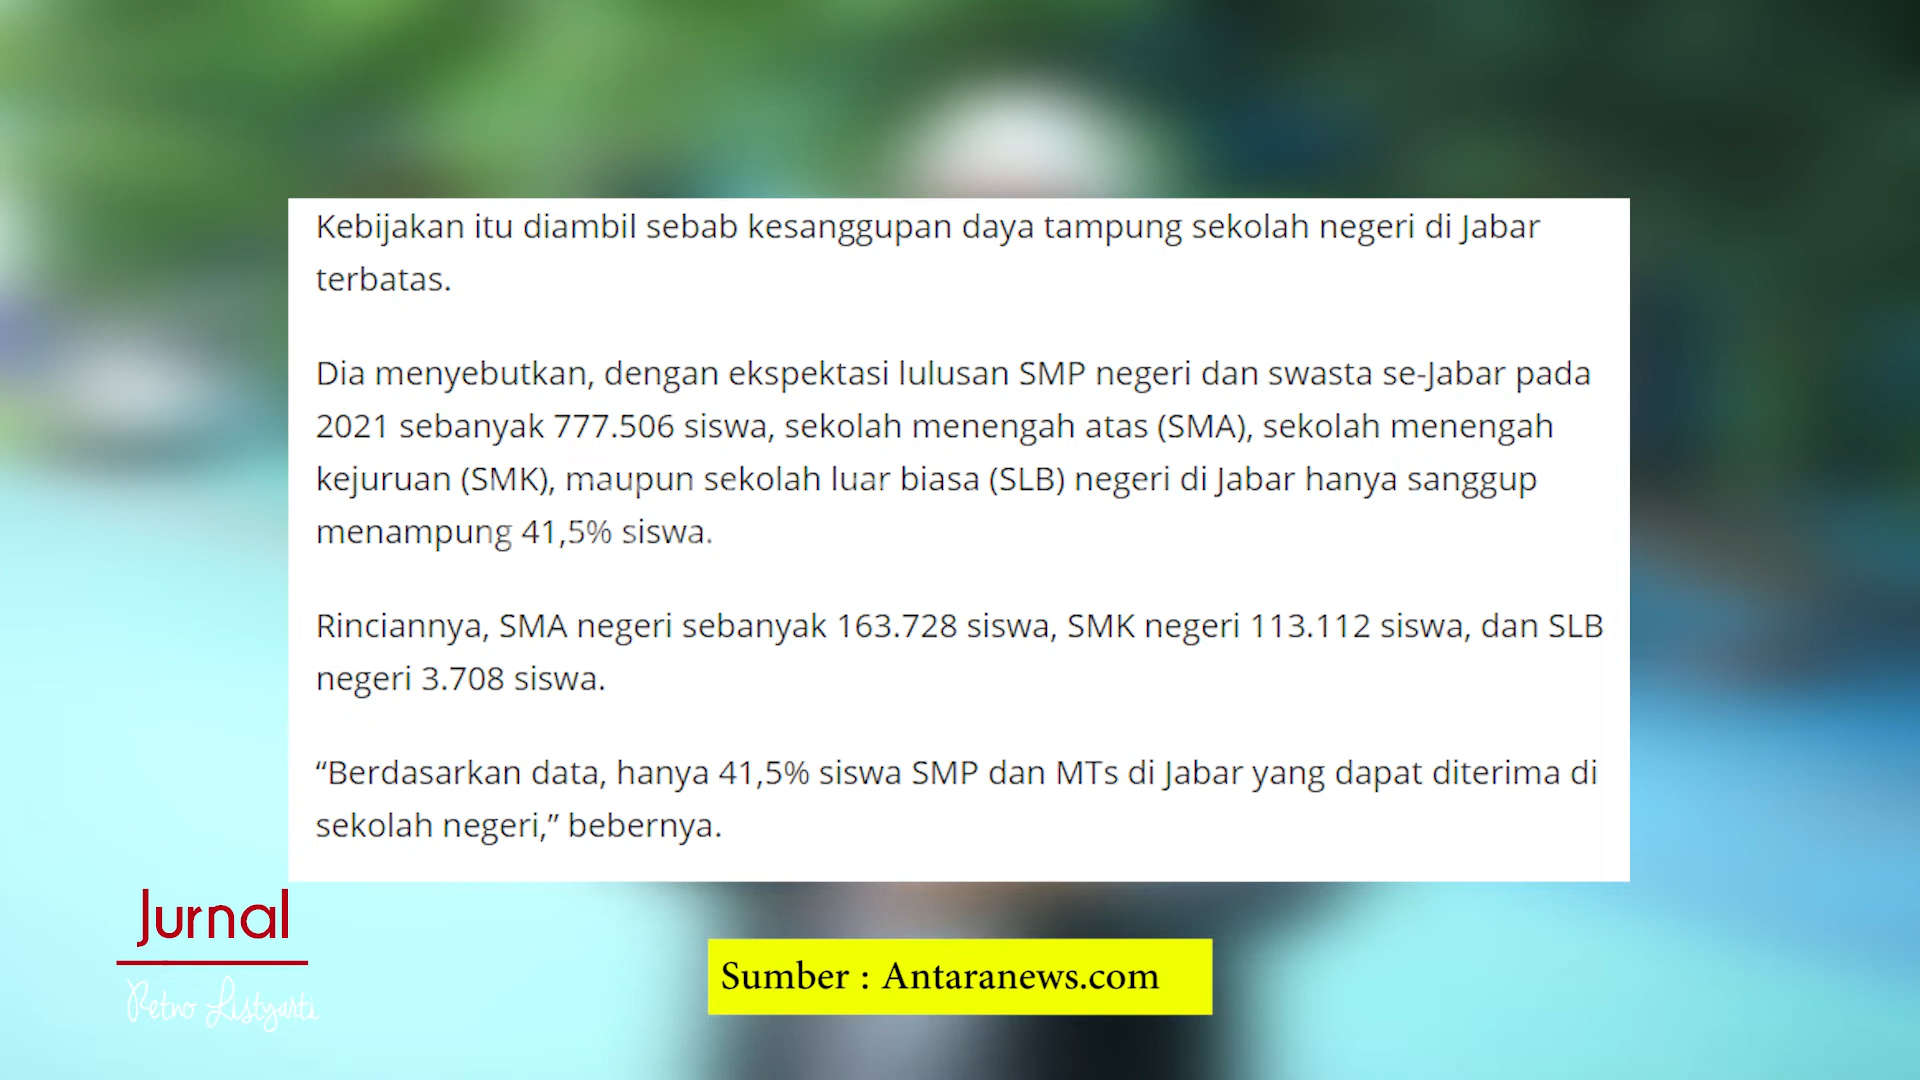 Kebijakan itu diambil sebab kesanggupan daya tampung sekolah negeri di Jabar
terbatas.
Dia menyebutkan, dengan ekspektasi lulusan SMP negeri dan swasta se-Jabar pada
2021 sebanyak 777.506 siswa, sekolah menengah atas (SMA), sekolah menengah
kejuruan (SMK), maupun sekolah luar biasa (SLB) negeri di Jabar hanya sanggup
menampung 41,5% siswa.
Rinciannya, SMA negeri sebanyak 163.728 siswa, SMK negeri 113.112 siswa, dan SLB
negeri 3.708 siswa.
“Berdasarkan data, hanya 41,5% siswa SMP dan MTs di Jabar yang dapat diterima di
sekolah negeri,” bebernya.
Jurnal
Retno Listyarti
Sumber : Antaranews.com